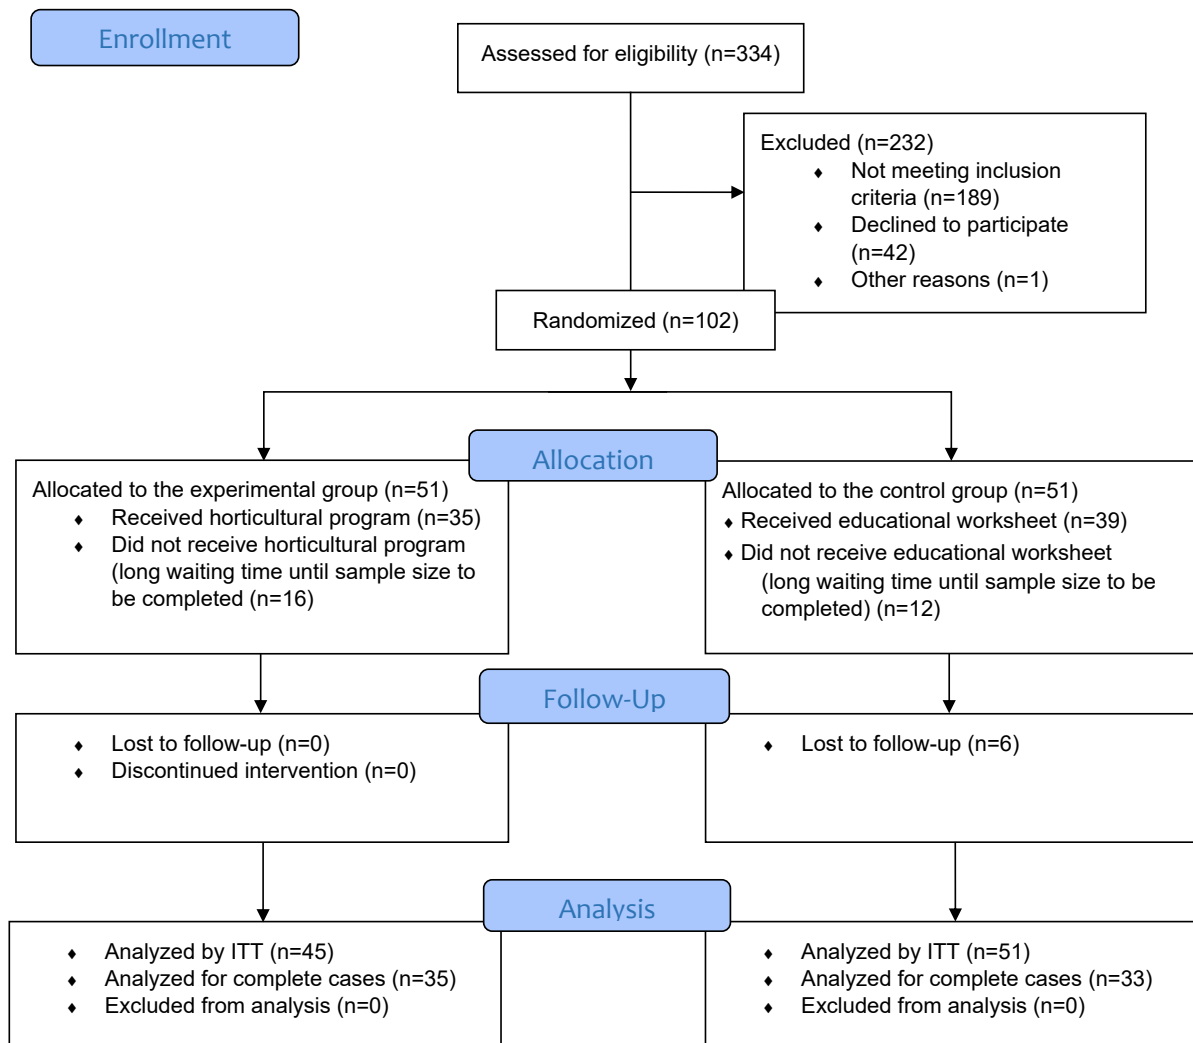 Enrollment
Assessed for eligibility (n=334)
Excluded (n=232)
♦ Not meeting inclusion
criteria (n=189)
♦ Declined to participate
(n=42)
♦ Other reasons (n=1)
Randomized (n=102)
Allocation
Allocated to the experimental group (n=51)
♦ Received horticultural program (n=35)
♦ Did not receive horticultural program
(long waiting time until sample size to
be completed (n=16)
Allocated to the control group (n=51)
♦ Received educational worksheet (n=39)
♦ Did not receive educational worksheet
(long waiting time until sample size to be
completed) (n=12)
Follow-Up
♦ Lost to follow-up (n=0)
♦ Discontinued intervention (n=0)
♦ Lost to follow-up (n=6)
Analysis
♦ Analyzed by ITT (n=45)
♦ Analyzed for complete cases (n=35)
♦ Excluded from analysis (n=0)
♦ Analyzed by ITT (n=51)
♦ Analyzed for complete cases (n=33)
♦ Excluded from analysis (n=0)